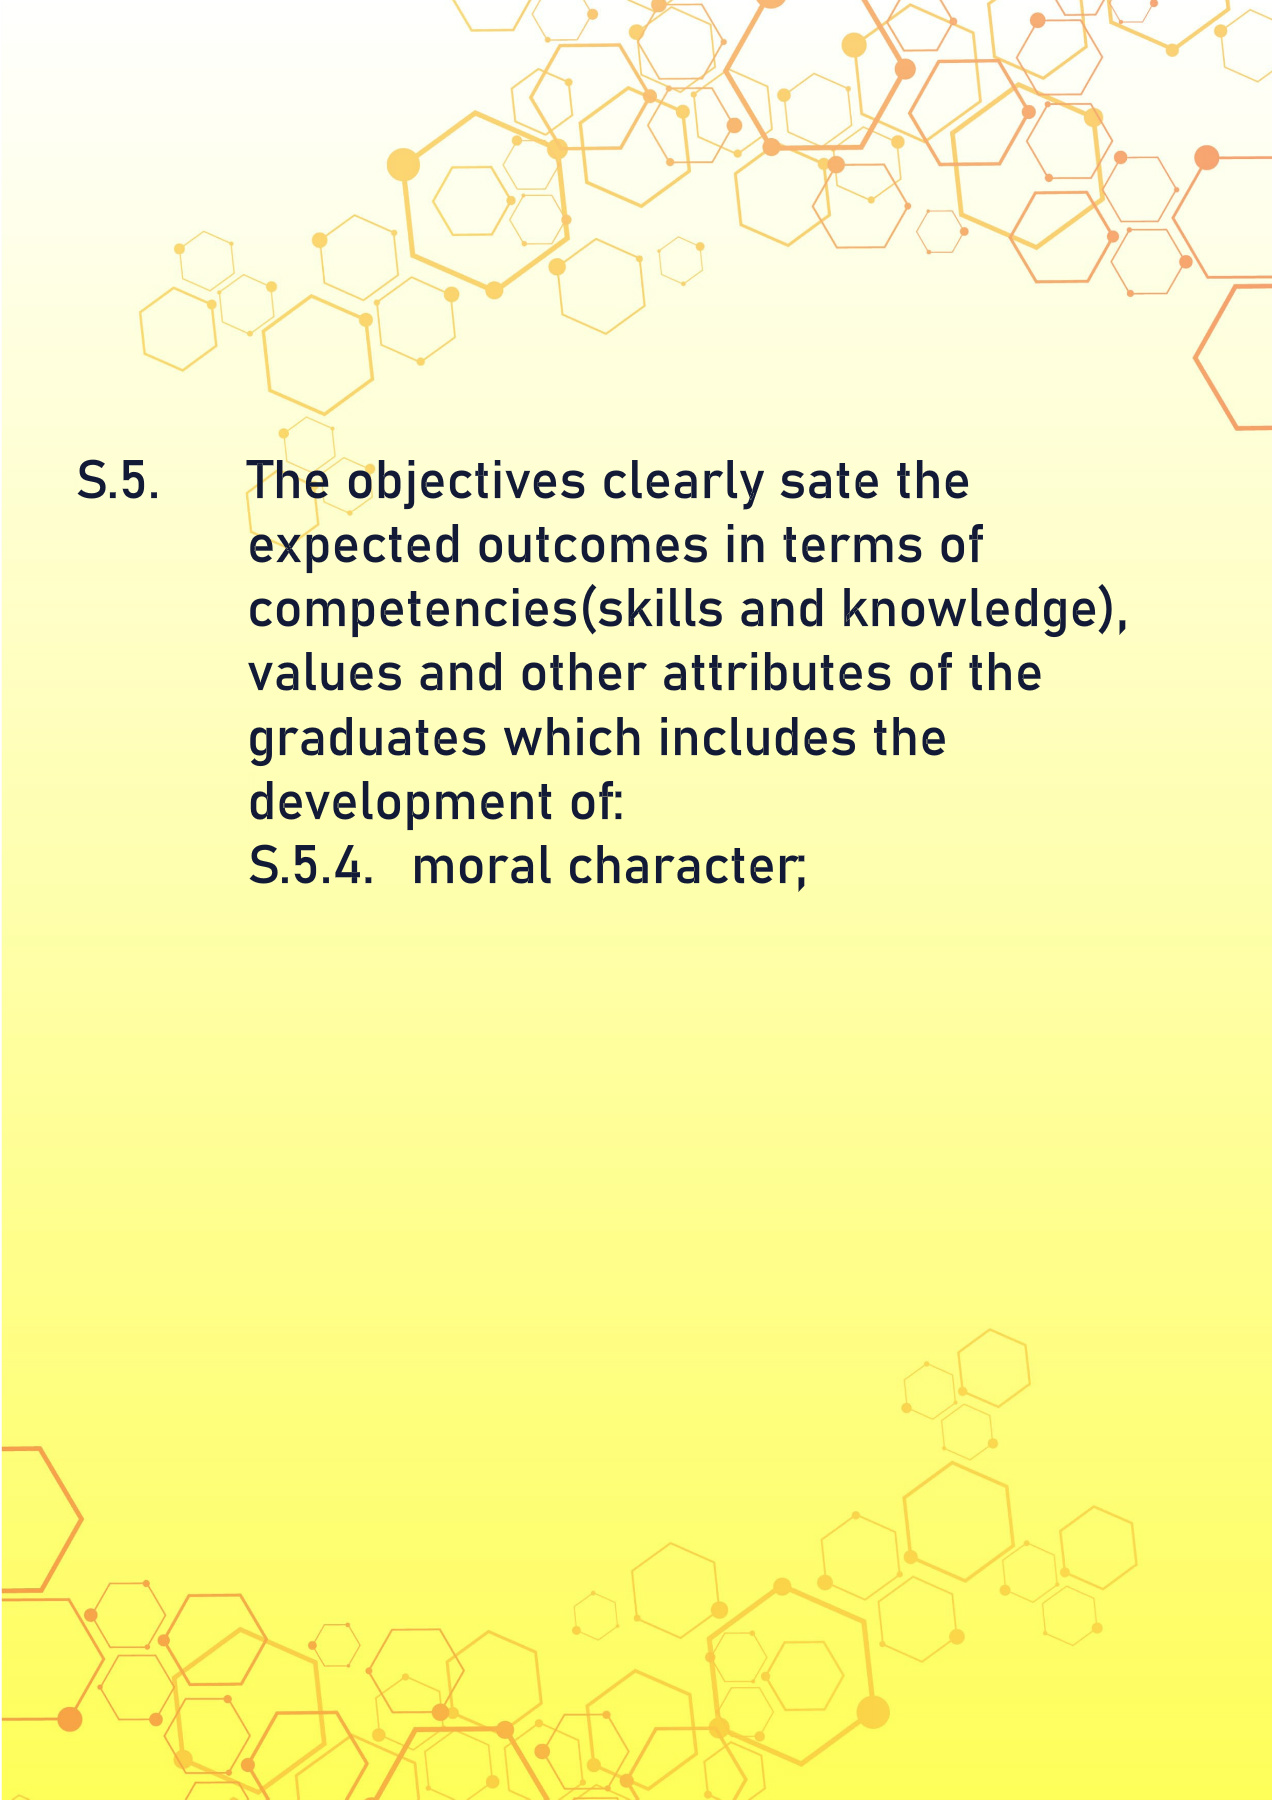 S.5. The objectives clearly sate the
expected outcomes in terms of
competencies(skills and knowledge),
values and other attributes of the
graduates which includes the
development of:
S.5.4. moral character;